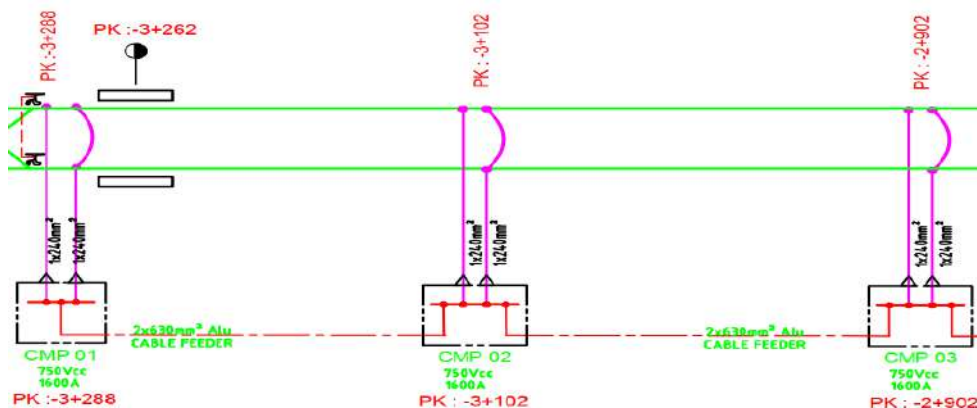 PK :-3+288
PK :-3+262
PK : -3+102
PK : -2+902
1x240mm²
1x240mm²
1x240mm²
1x240mm²
1x240mm²
1x240mm²
2x630mm² Alu
CABLE FEEDER
2x630mm² Alu
CABLE FEEDER
CMP 01
750Vcc
1600A
PK :-3+288
CMP 02
750Vcc
1600A
PK :-3+102
CMP 03
750Vcc
1600A
PK : -2+902